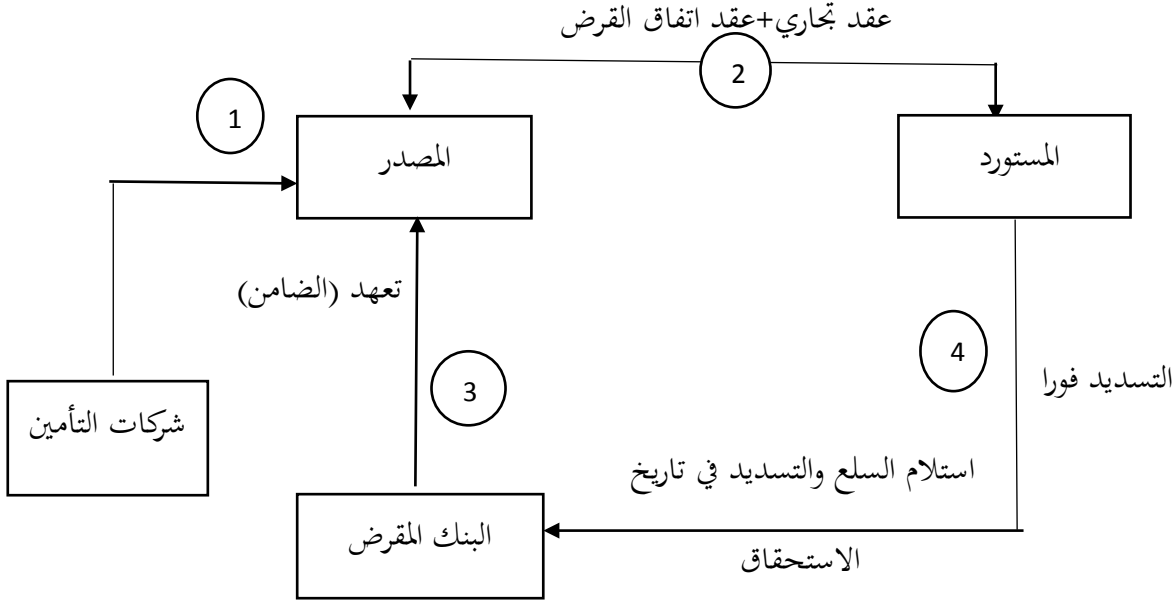 عقد تجاري+عقد اتفاق القرض
2
1
المصدر
المستورد
تعهد (الضامن)
4
3
التسديد فورا
شركات التأمين
استلام السلع والتسديد في تاريخ
البنك المقرض
الاستحقاق